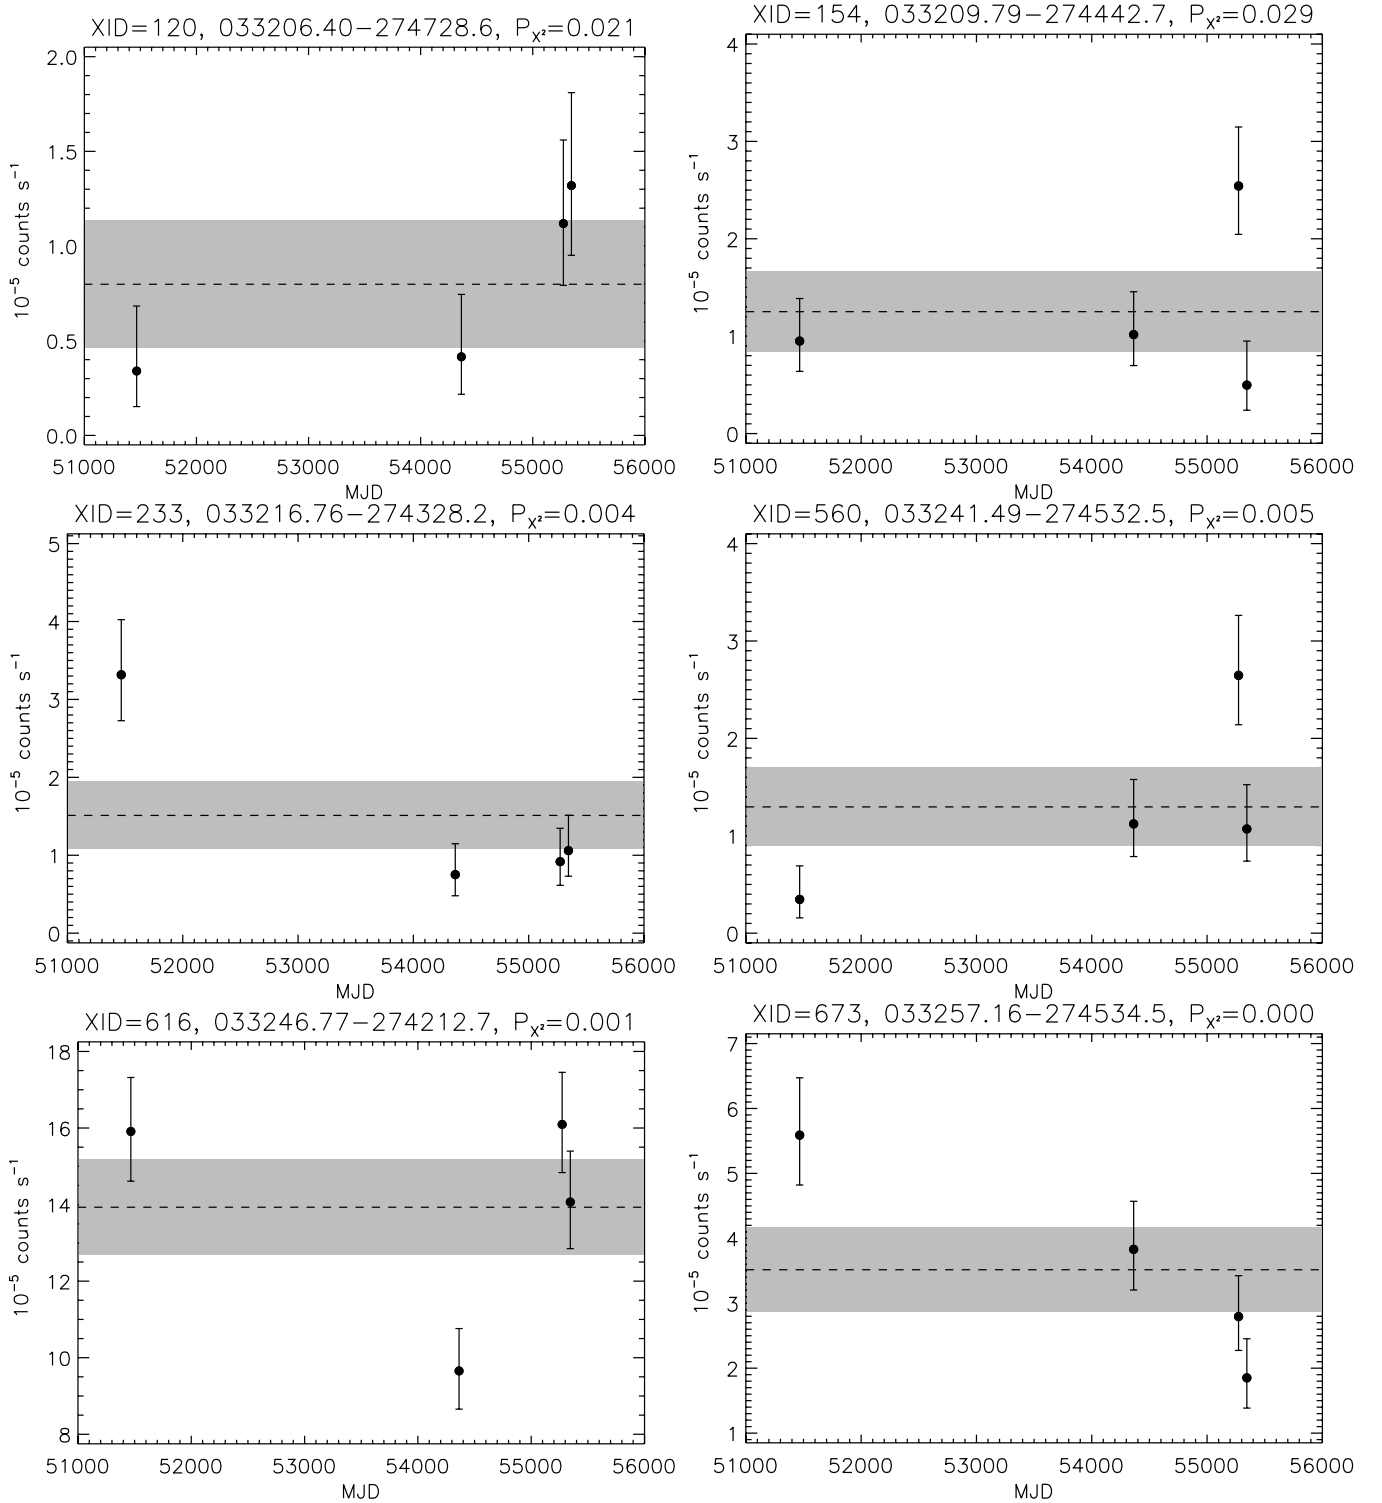 XID=120, 033206.40−274728.6, Pχ²=0.021
2.0
1.5
1.0
0.5
0.0
10⁻⁵ counts s⁻¹
51000 52000 53000 54000 55000 56000
MJD
XID=154, 033209.79−274442.7, Pχ²=0.029
4
3
2
1
0
10⁻⁵ counts s⁻¹
51000 52000 53000 54000 55000 56000
MJD
XID=233, 033216.76−274328.2, Pχ²=0.004
5
4
3
2
1
0
10⁻⁵ counts s⁻¹
51000 52000 53000 54000 55000 56000
MJD
XID=560, 033241.49−274532.5, Pχ²=0.005
4
3
2
1
0
10⁻⁵ counts s⁻¹
51000 52000 53000 54000 55000 56000
MJD
XID=616, 033246.77−274212.7, Pχ²=0.001
18
16
14
12
10
8
10⁻⁵ counts s⁻¹
51000 52000 53000 54000 55000 56000
MJD
XID=673, 033257.16−274534.5, Pχ²=0.000
7
6
5
4
3
2
1
10⁻⁵ counts s⁻¹
51000 52000 53000 54000 55000 56000
MJD